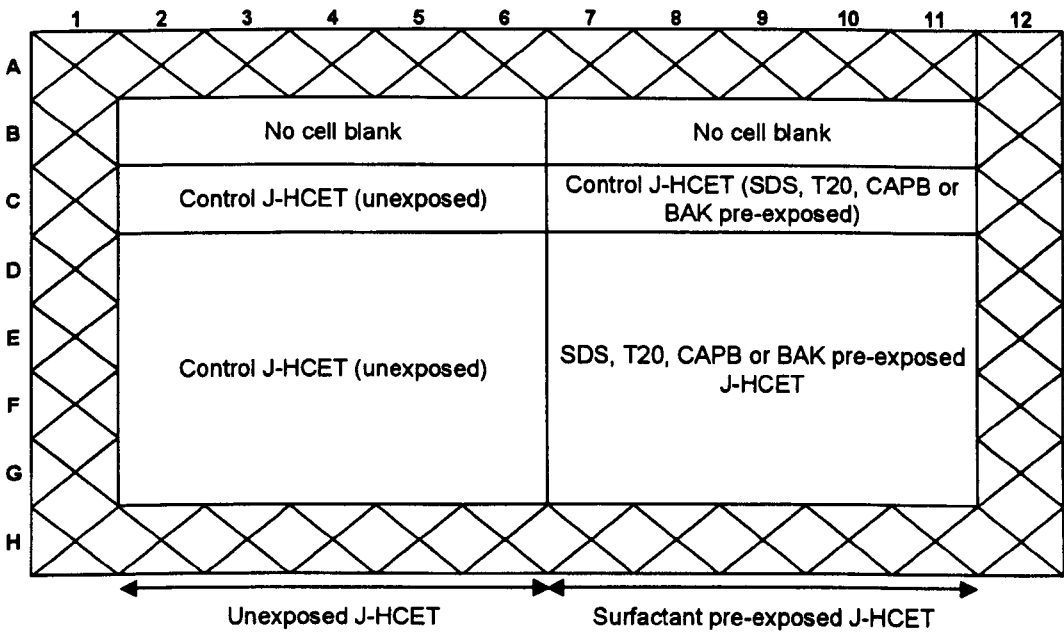 1 2 3 4 5 6 7 8 9 10 11 12
A
B No cell blank No cell blank
C Control J-HCET (unexposed) Control J-HCET (SDS, T20, CAPB or
BAK pre-exposed)
D
E
Control J-HCET (unexposed) SDS, T20, CAPB or BAK pre-exposed
J-HCET
F
G
H
Unexposed J-HCET Surfactant pre-exposed J-HCET